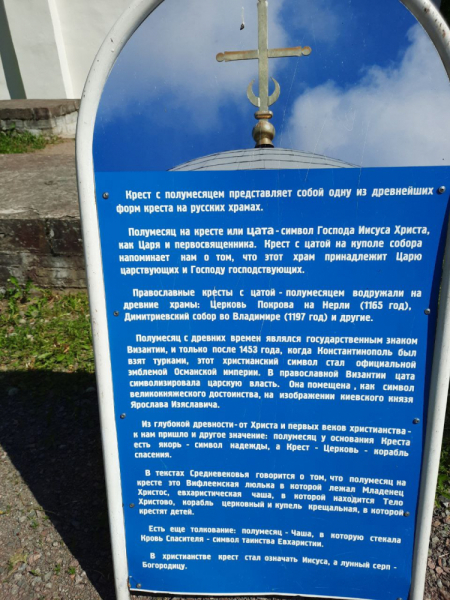 Крест с полумесяцем представляет собой одну из древнейших
форм креста на русских храмах.
Полумесяц на кресте или цата - символ Господа Иисуса Христа,
как Царя и первосвященника. Крест с цатой на куполе собора
напоминает нам о том, что этот храм принадлежит Царю
царствующих и Господу господствующих.
Православные кресты с цатой - полумесяцем водружали на
древние храмы: Церковь Покрова на Нерли (1165 год),
Димитриевский собор во Владимире (1197 год) и другие.
Полумесяц с древних времен являлся государственным знаком
Византии, и только после 1453 года, когда Константинополь был
взят турками, этот христианский символ стал официальной
эмблемой Османской империи. В православной Византии цата
символизировала царскую власть. Она помещена , как символ
великокняжеского достоинства, на изображении киевского князя
Ярослава Изяславича.
Из глубокой древности- от Христа и первых веков христианства -
к нам пришло и другое значение: полумесяц у основания Креста
есть якорь - символ надежды, а Крест - Церковь - корабль
спасения.
В текстах Средневековья говорится о том, что полумесяц на
кресте это Вифлеемская люлька в которой лежал Младенец
Христос, евхаристическая чаша, в которой находится Тело
Христово, корабль церковный и купель крещальная, в которой
крестят детей.
Есть еще толкование: полумесяц - Чаша, в которую стекала
Кровь Спасителя - символ таинства Евхаристии.
В христианстве крест стал означать Иисуса, а лунный серп -
Богородицу.